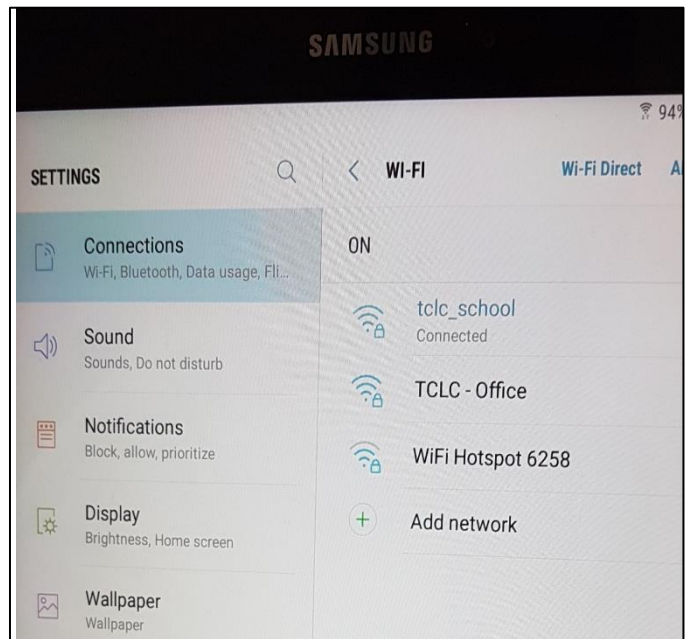 SAMSUNG
94%
SETTINGS
WI-FI
Wi-Fi Direct
Connections
Wi-Fi, Bluetooth, Data usage, Fli...
ON
tclc_school
Connected
Sound
Sounds, Do not disturb
TCLC - Office
Notifications
Block, allow, prioritize
WiFi Hotspot 6258
Display
Brightness, Home screen
Add network
Wallpaper
Wallpaper